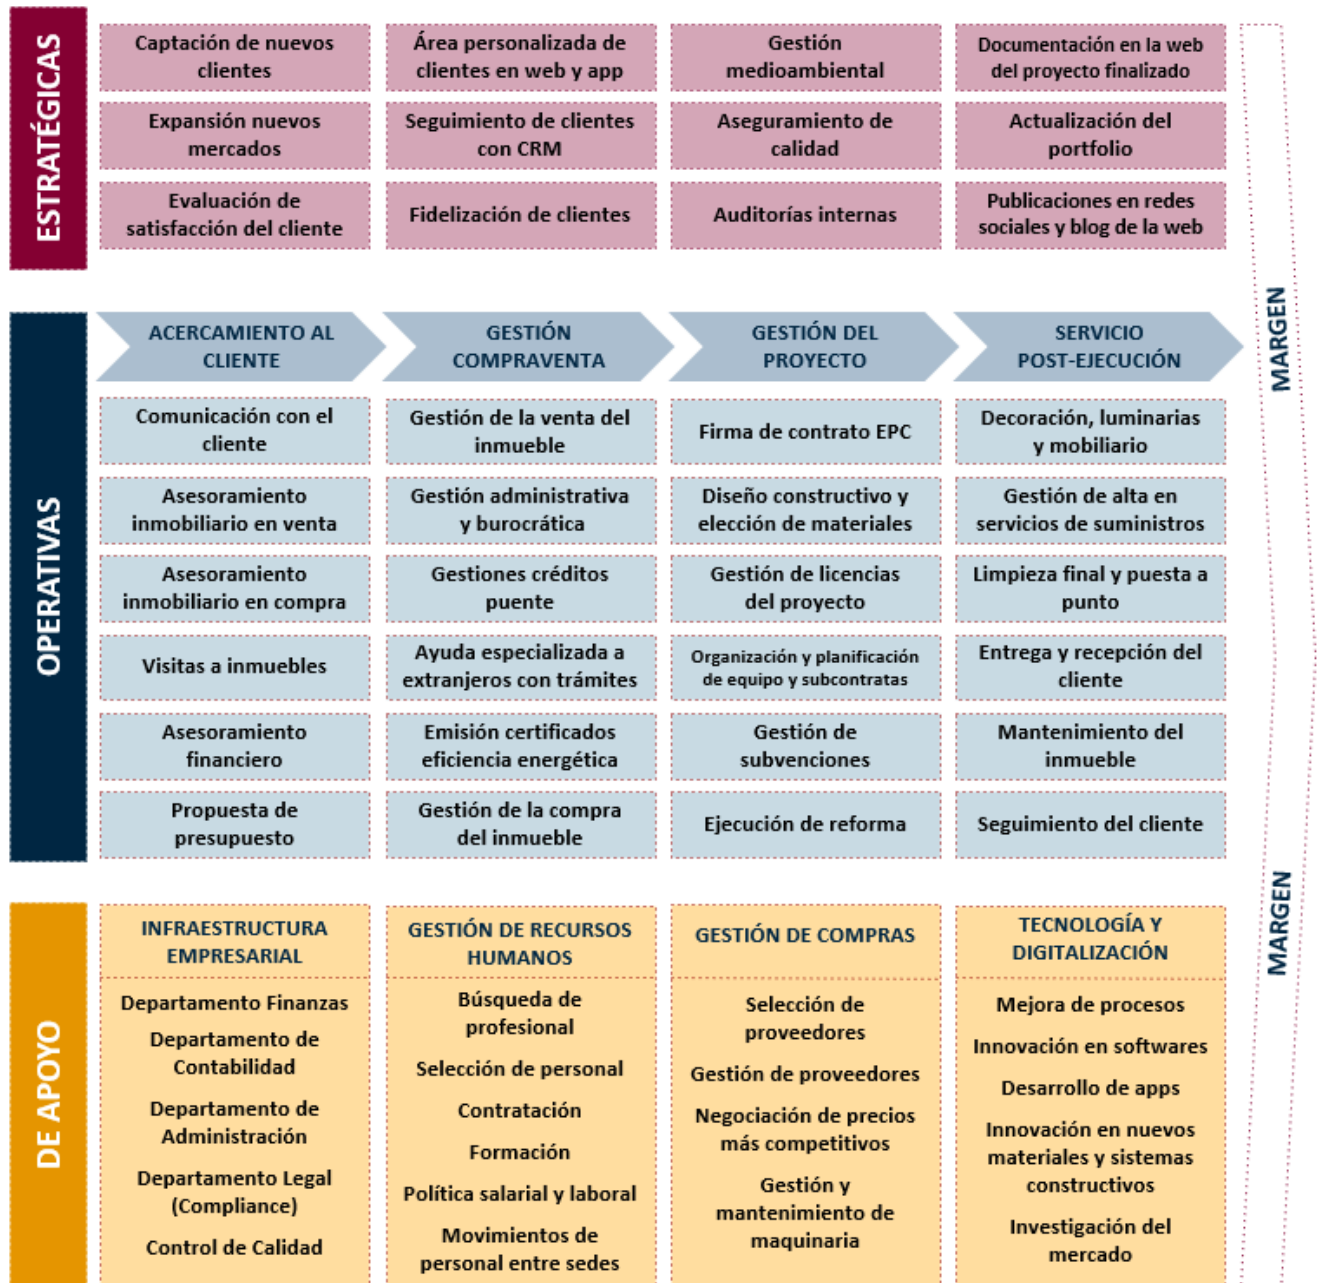 ESTRATÉGICAS
Captación de nuevos
clientes
Área personalizada de
clientes en web y app
Gestión
medioambiental
Documentación en la web
del proyecto finalizado
Expansión nuevos
mercados
Seguimiento de clientes
con CRM
Aseguramiento de
calidad
Actualización del
portfolio
Evaluación de
satisfacción del cliente
Fidelización de clientes
Auditorías internas
Publicaciones en redes
sociales y blog de la web
MARGEN
OPERATIVAS
ACERCAMIENTO AL
CLIENTE
GESTIÓN
COMPRAVENTA
GESTIÓN DEL
PROYECTO
SERVICIO
POST-EJECUCIÓN
Comunicación con el
cliente
Gestión de la venta del
inmueble
Firma de contrato EPC
Decoración, luminarias
y mobiliario
Asesoramiento
inmobiliario en venta
Gestión administrativa
y burocrática
Diseño constructivo y
elección de materiales
Gestión de alta en
servicios de suministros
Asesoramiento
inmobiliario en compra
Gestiones créditos
puente
Gestión de licencias
del proyecto
Limpieza final y puesta a
punto
Visitas a inmuebles
Ayuda especializada a
extranjeros con trámites
Organización y planificación
de equipo y subcontratas
Entrega y recepción del
cliente
Asesoramiento
financiero
Emisión certificados
eficiencia energética
Gestión de
subvenciones
Mantenimiento del
inmueble
Propuesta de
presupuesto
Gestión de la compra
del inmueble
Ejecución de reforma
Seguimiento del cliente
MARGEN
DE APOYO
INFRAESTRUCTURA
EMPRESARIAL
Departamento Finanzas
Departamento de
Contabilidad
Departamento de
Administración
Departamento Legal
(Compliance)
Control de Calidad
GESTIÓN DE RECURSOS
HUMANOS
Búsqueda de
profesional
Selección de personal
Contratación
Formación
Política salarial y laboral
Movimientos de
personal entre sedes
GESTIÓN DE COMPRAS
Selección de
proveedores
Gestión de proveedores
Negociación de precios
más competitivos
Gestión y
mantenimiento de
maquinaria
TECNOLOGÍA Y
DIGITALIZACIÓN
Mejora de procesos
Innovación en softwares
Desarrollo de apps
Innovación en nuevos
materiales y sistemas
constructivos
Investigación del
mercado